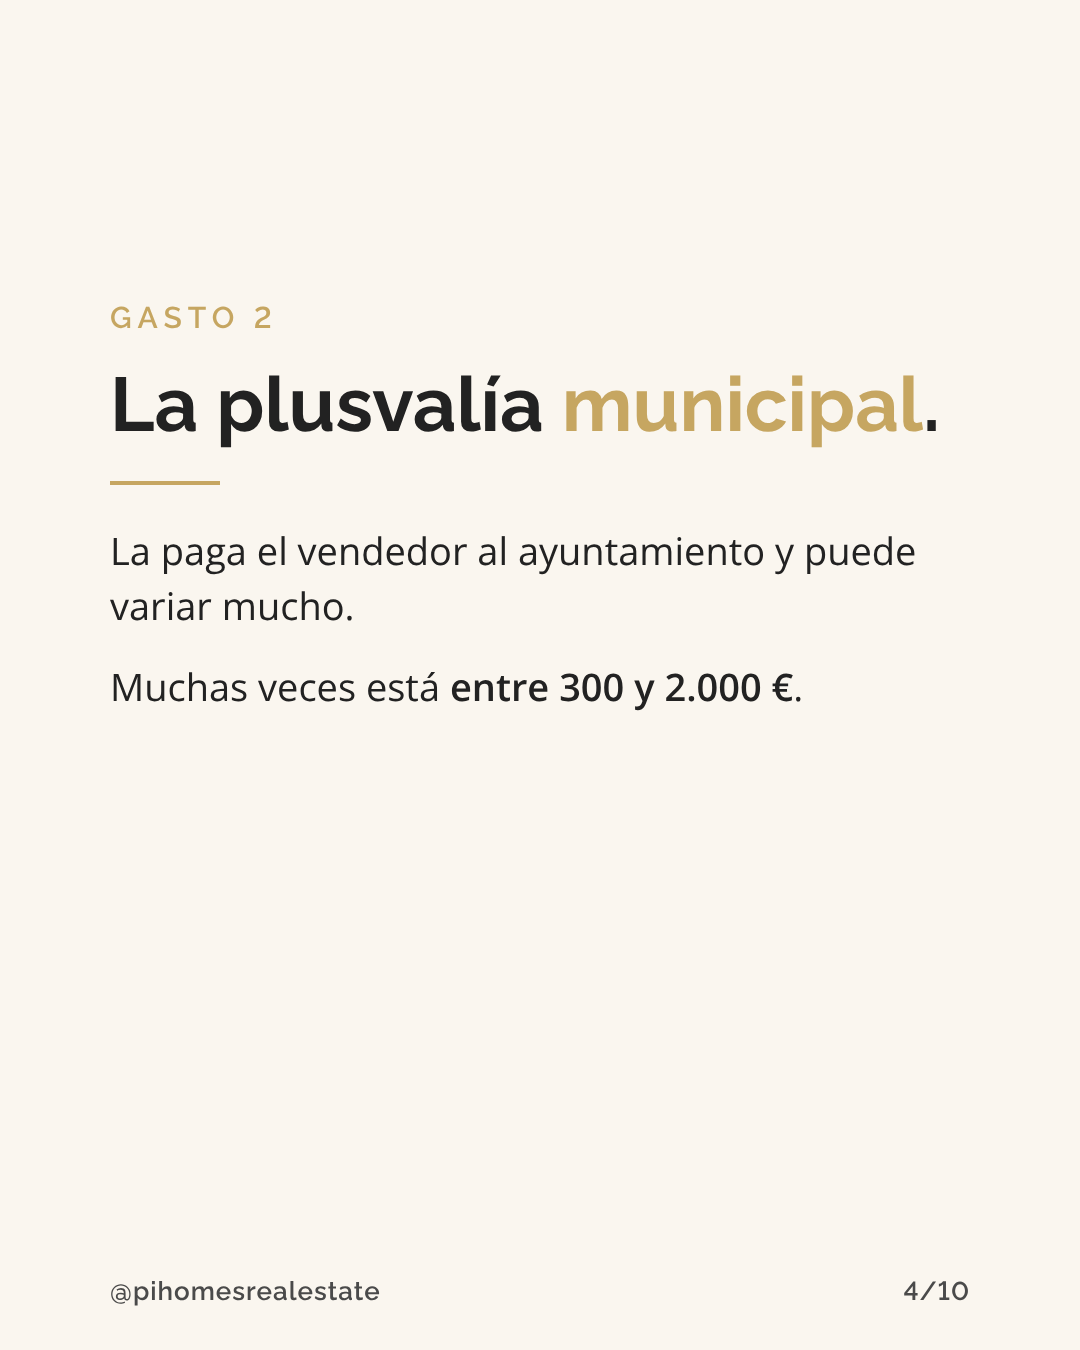 GASTO 2
La plusvalía municipal.
La paga el vendedor al ayuntamiento y puede
variar mucho.
Muchas veces está entre 300 y 2.000 €.
@pihomesrealestate
4/10